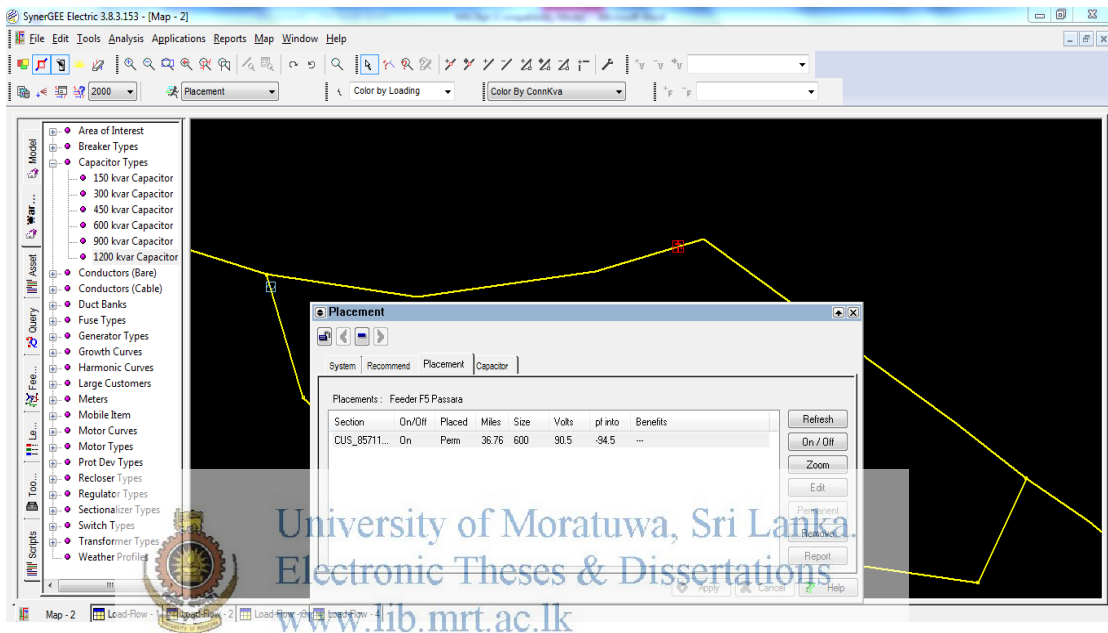 SynerGEE Electric 3.8.3.153 - [Map - 2]
File Edit Tools Analysis Applications Reports Map Window Help
2000 Placement Color by Loading Color By ConnKva
Model
War...
Asset
Query
Fee...
Le...
Too...
Scripts
Area of Interest
Breaker Types
Capacitor Types
150 kvar Capacitor
300 kvar Capacitor
450 kvar Capacitor
600 kvar Capacitor
900 kvar Capacitor
1200 kvar Capacitor
Conductors (Bare)
Conductors (Cable)
Duct Banks
Fuse Types
Generator Types
Growth Curves
Harmonic Curves
Large Customers
Meters
Mobile Item
Motor Curves
Motor Types
Prot Dev Types
Recloser Types
Regulator Types
Sectionalizer Types
Switch Types
Transformer Types
Weather Profiles
Placement
System Recommend Placement Capacitor
Placements : Feeder F5 Passara
Section On/Off Placed Miles Size Volts pf into Benefits
CUS_85711... On Perm 36.76 600 90.5 -94.5 ---
Refresh
On / Off
Zoom
Edit
Permanent
Remove
Report
Apply Cancel Help
University of Moratuwa, Sri Lanka.
Electronic Theses & Dissertations
www.lib.mrt.ac.lk
Map - 2 Load-Flow - 1 Load-Flow - 2 Load-Flow - 3 Load-Flow - 4